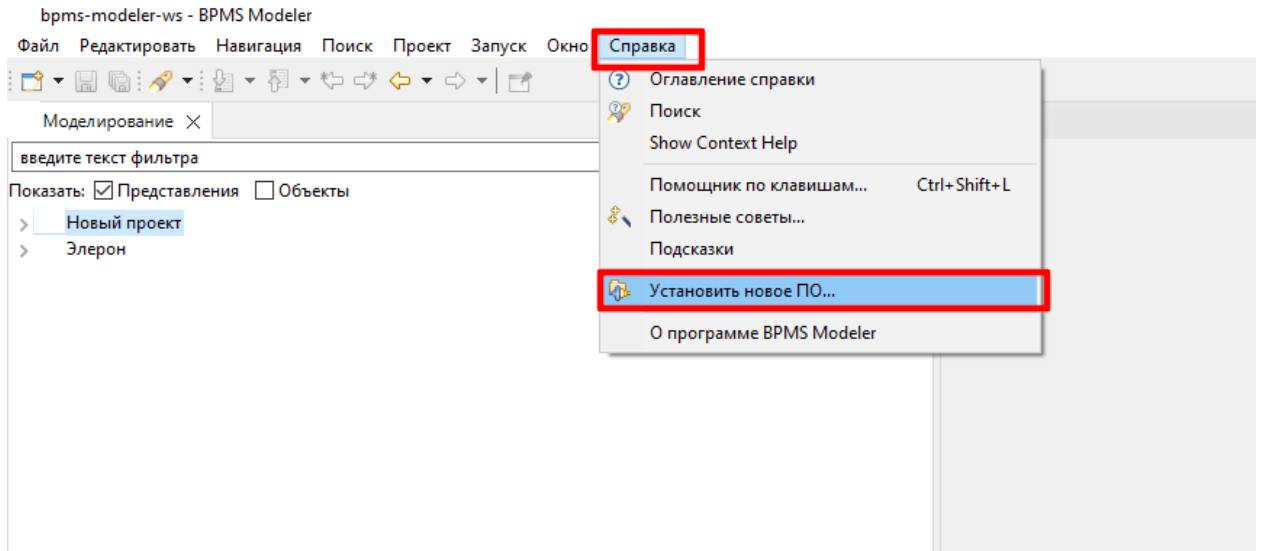 bpms-modeler-ws - BPMS Modeler
Файл Редактировать Навигация Поиск Проект Запуск Окно Справка
Моделирование
введите текст фильтра
Показать: Представления Объекты
Новый проект
Элерон
Оглавление справки
Поиск
Show Context Help
Помощник по клавишам... Ctrl+Shift+L
Полезные советы...
Подсказки
Установить новое ПО...
О программе BPMS Modeler